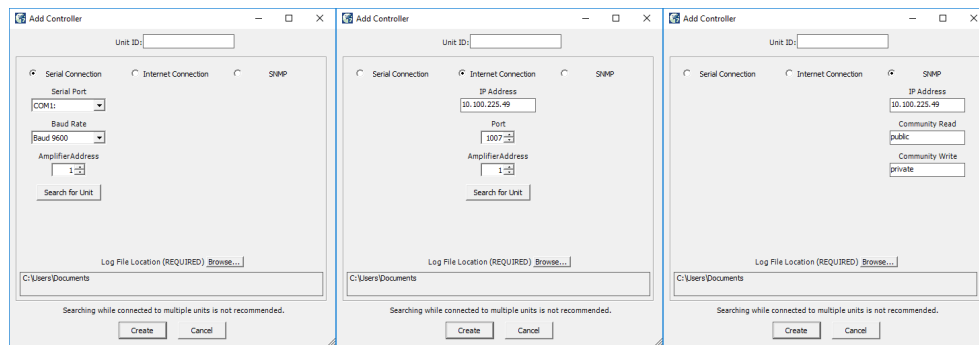 Add Controller
Unit ID:
Serial Connection
Internet Connection
SNMP
Serial Port
COM1:
Baud Rate
Baud 9600
AmplifierAddress
1
Search for Unit
Log File Location (REQUIRED) Browse...
C:\Users\Documents
Searching while connected to multiple units is not recommended.
Create Cancel
Add Controller
Unit ID:
Serial Connection
Internet Connection
SNMP
IP Address
10.100.225.49
Port
1007
AmplifierAddress
1
Search for Unit
Log File Location (REQUIRED) Browse...
C:\Users\Documents
Searching while connected to multiple units is not recommended.
Create Cancel
Add Controller
Unit ID:
Serial Connection
Internet Connection
SNMP
IP Address
10.100.225.49
Community Read
public
Community Write
private
Log File Location (REQUIRED) Browse...
C:\Users\Documents
Searching while connected to multiple units is not recommended.
Create Cancel